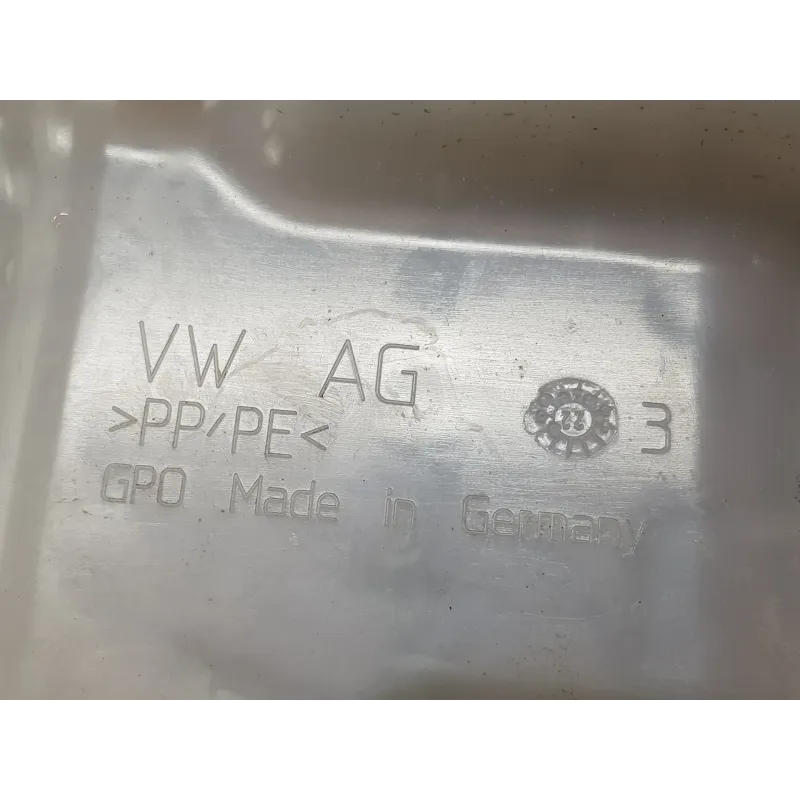 VW AG
>PP/PE< 3
GPO Made in Germany